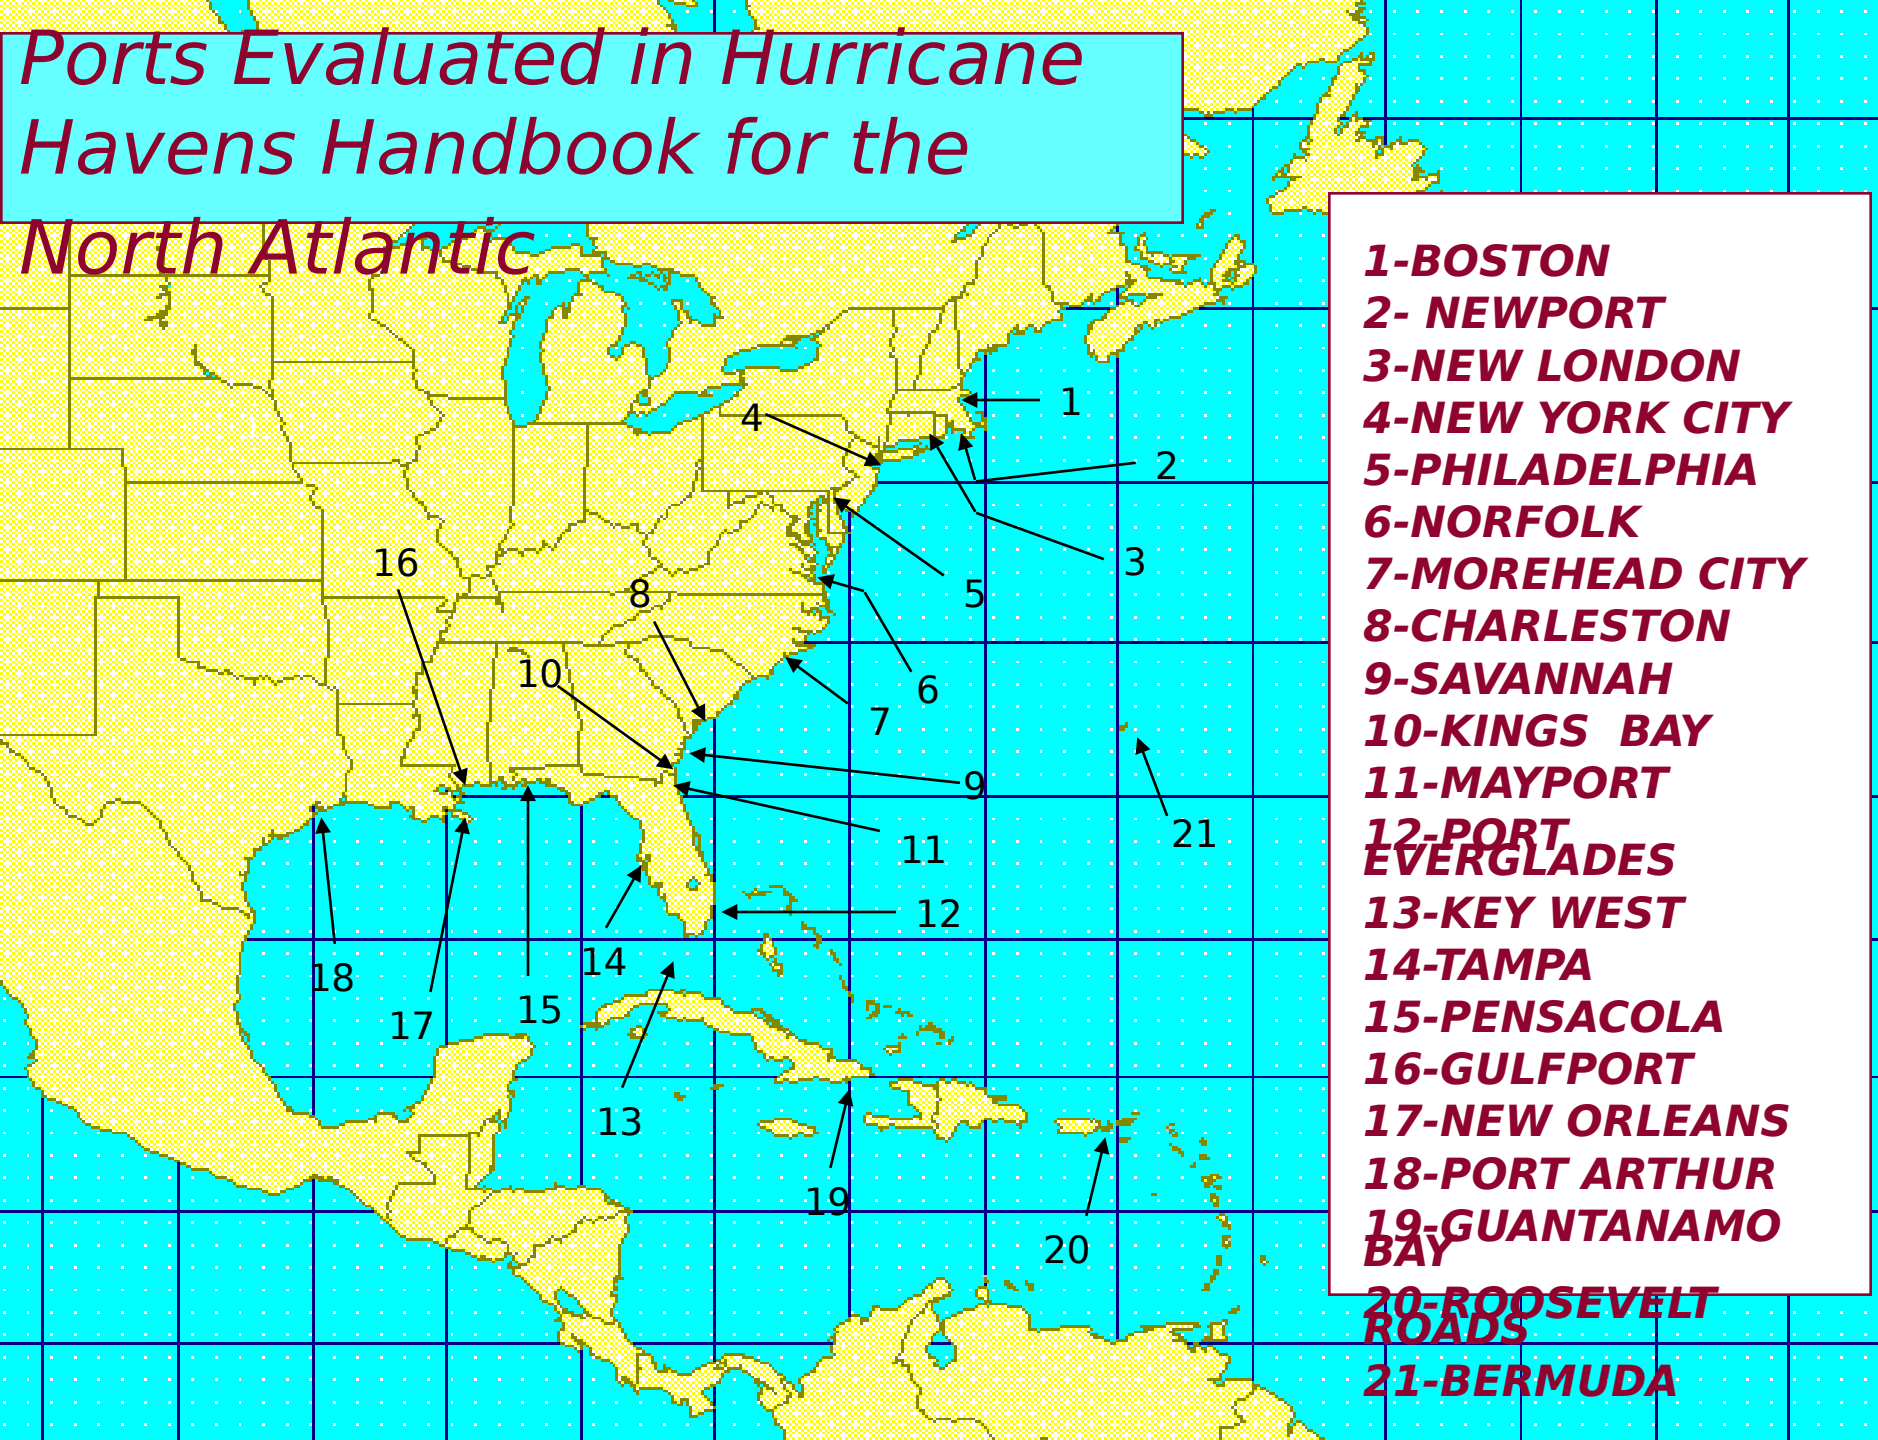 Ports Evaluated in Hurricane
Havens Handbook for the
North Atlantic
1-BOSTON
2- NEWPORT
3-NEW LONDON
4-NEW YORK CITY
5-PHILADELPHIA
6-NORFOLK
7-MOREHEAD CITY
8-CHARLESTON
9-SAVANNAH
10-KINGS  BAY
11-MAYPORT
12-PORT
EVERGLADES
13-KEY WEST
14-TAMPA
15-PENSACOLA
16-GULFPORT
17-NEW ORLEANS
18-PORT ARTHUR
19-GUANTANAMO
BAY
20-ROOSEVELT
ROADS
21-BERMUDA
1
4
2
16
3
8
5
10
6
7
9
21
11
12
14
18
15
17
13
19
20